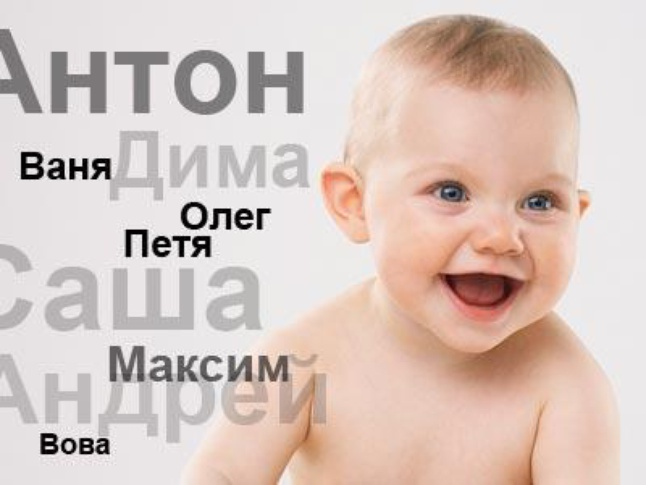 Антон
Дима
Ваня
Олег
Петя
Саша
Максим
Андрей
Вова